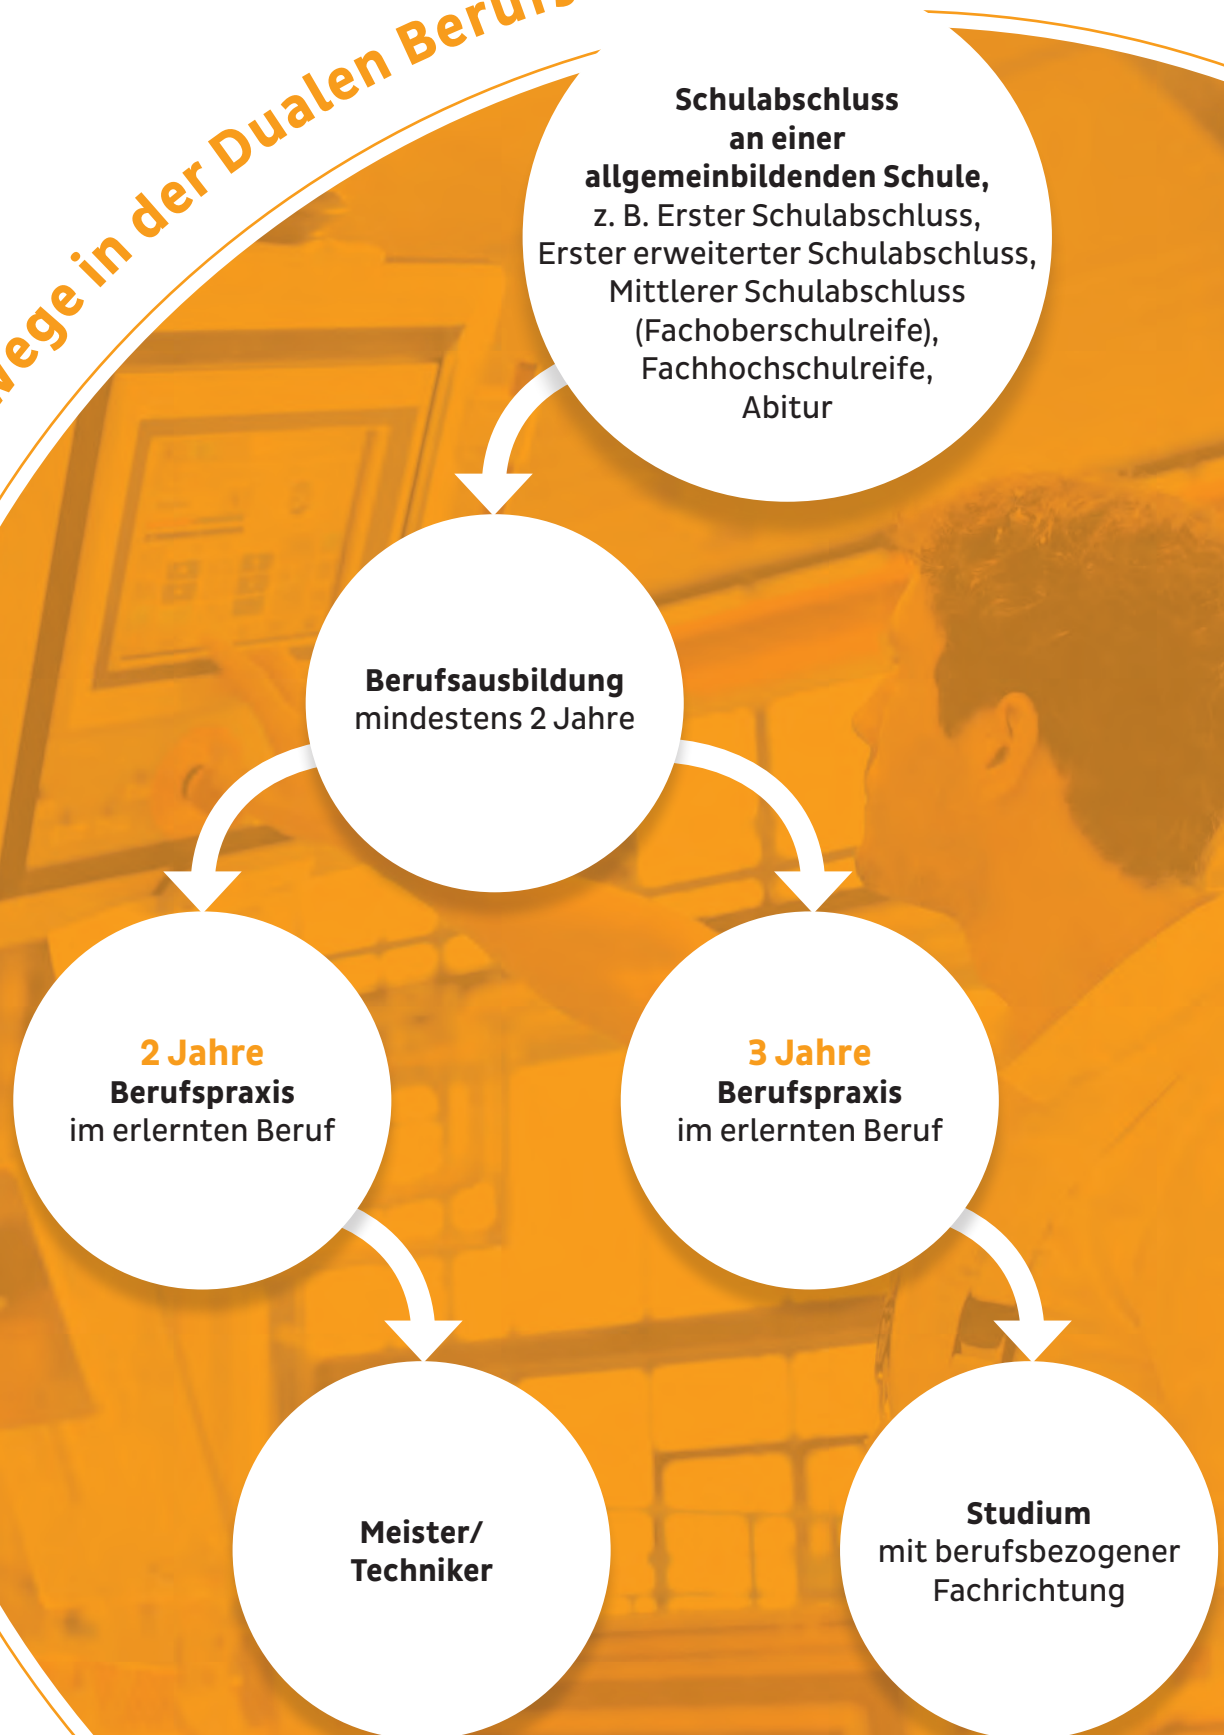 in der Dualen
Schulabschluss
an einer
allgemeinbildenden Schule,
z. B. Erster Schulabschluss,
Erster erweiterter Schulabschluss,
Mittlerer Schulabschluss
(Fachoberschulreife),
Fachhochschulreife,
Abitur
Berufsausbildung
mindestens 2 Jahre
2 Jahre
Berufspraxis
im erlernten Beruf
3 Jahre
Berufspraxis
im erlernten Beruf
Meister/
Techniker
Studium
mit berufsbezogener
Fachrichtung